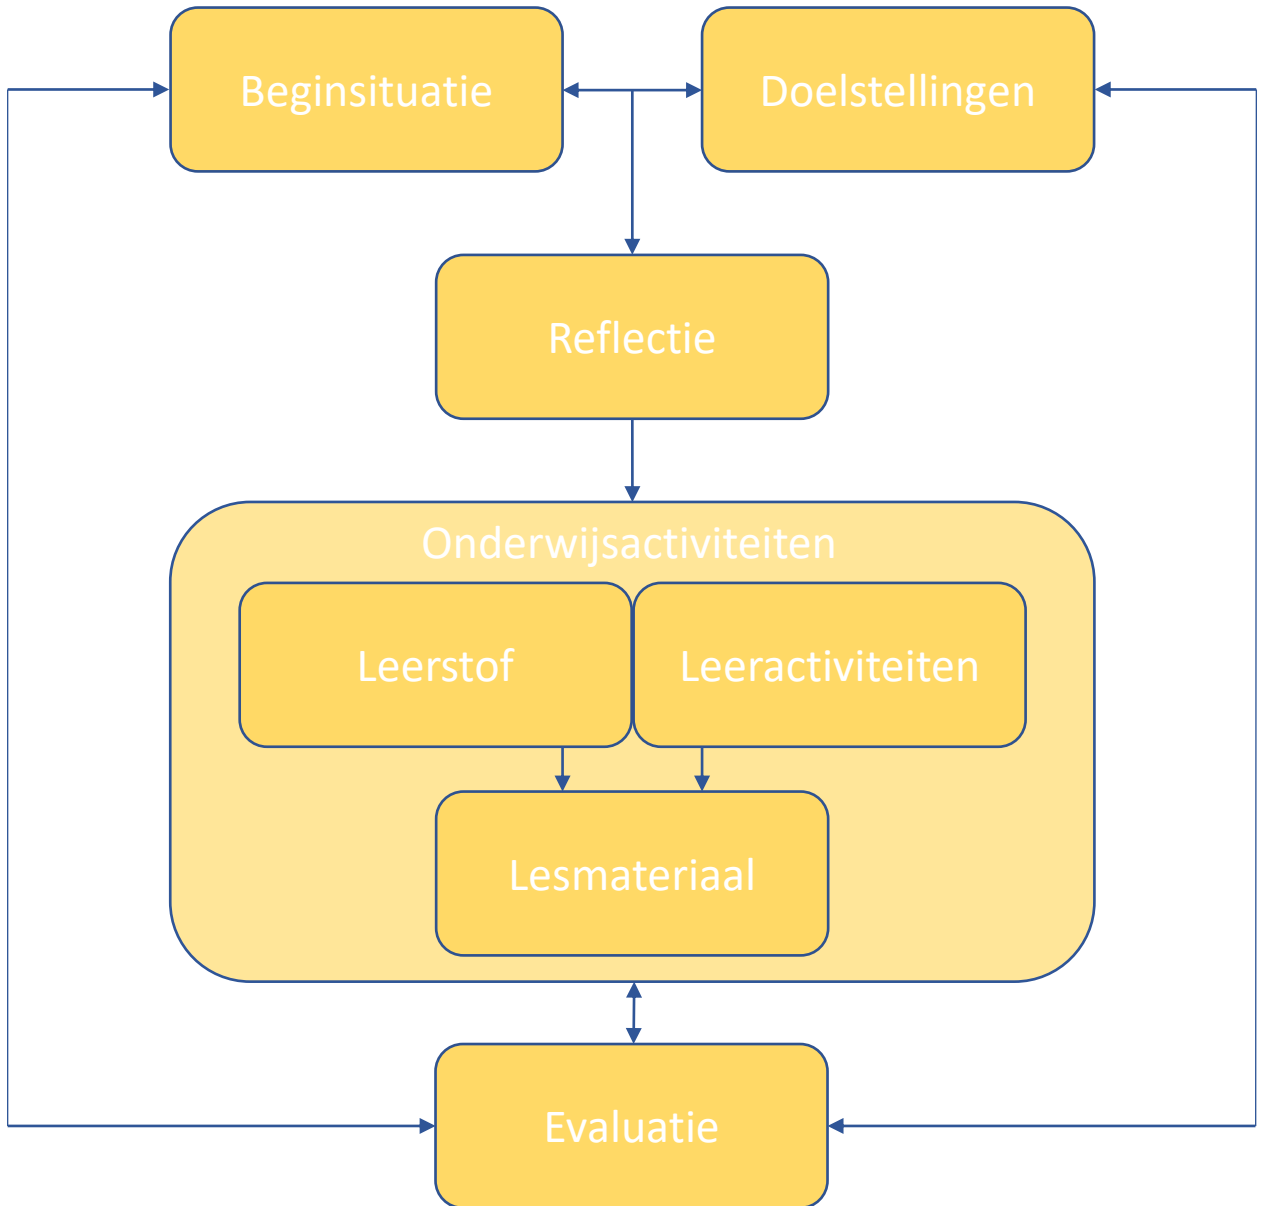 Beginsituatie
Doelstellingen
Reflectie
Onderwijsactiviteiten
Leerstof
Leeractiviteiten
Lesmateriaal
Evaluatie